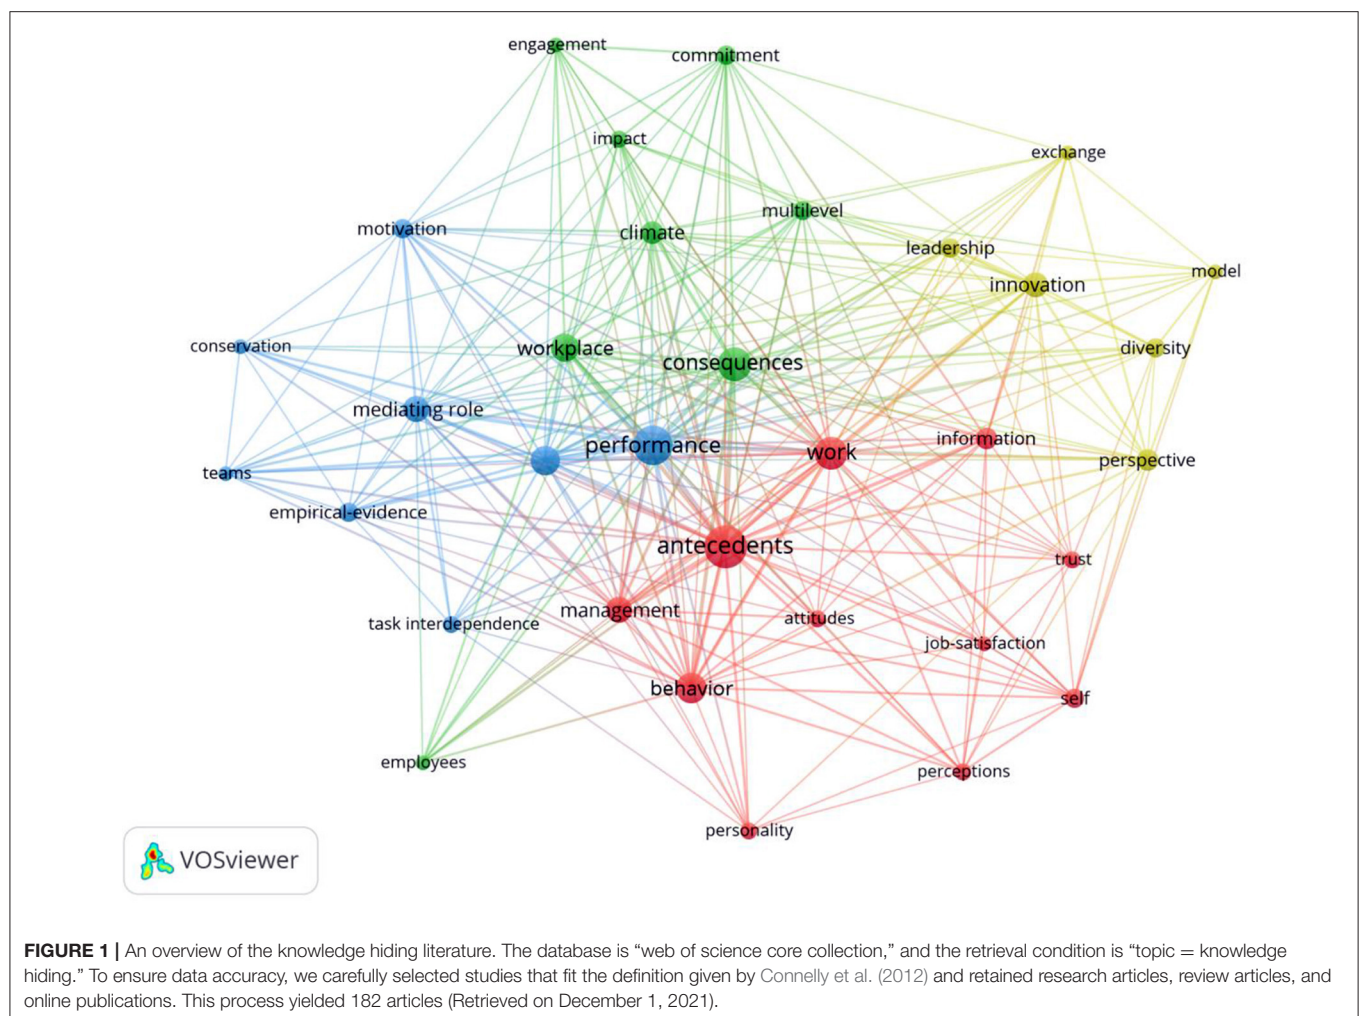 engagement
commitment
impact
exchange
multilevel
motivation
climate
leadership
model
innovation
conservation
workplace
consequences
diversity
mediating role
performance
work
information
perspective
teams
empirical-evidence
antecedents
trust
management
attitudes
task interdependence
job-satisfaction
behavior
self
employees
perceptions
personality
VOSviewer
FIGURE 1 | An overview of the knowledge hiding literature. The database is “web of science core collection,” and the retrieval condition is “topic = knowledge
hiding.” To ensure data accuracy, we carefully selected studies that fit the definition given by Connelly et al. (2012) and retained research articles, review articles, and
online publications. This process yielded 182 articles (Retrieved on December 1, 2021).